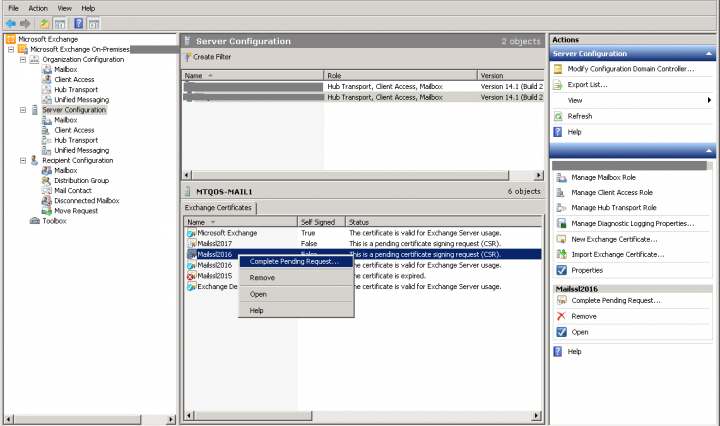 File Action View Help
Microsoft Exchange
Microsoft Exchange On-Premises
Organization Configuration
Mailbox
Client Access
Hub Transport
Unified Messaging
Server Configuration
Mailbox
Client Access
Hub Transport
Unified Messaging
Recipient Configuration
Mailbox
Distribution Group
Mail Contact
Disconnected Mailbox
Move Request
Toolbox
Server Configuration 2 objects
Create Filter
Name Role Version
Hub Transport, Client Access, Mailbox Version 14.1 (Build 2
Hub Transport, Client Access, Mailbox Version 14.1 (Build 2
MTQOS-MAIL1 6 objects
Exchange Certificates
Name Self Signed Status
Microsoft Exchange True The certificate is valid for Exchange Server usage.
Mailssl2017 False This is a pending certificate signing request (CSR).
Mailssl2016 This is a pending certificate signing request (CSR).
Mailssl2016 he certificate is valid for Exchange Server usage.
Mailssl2015 he certificate is expired.
Exchange De he certificate is valid for Exchange Server usage.
Complete Pending Request...
Remove
Open
Help
Actions
Server Configuration
Modify Configuration Domain Controller...
Export List...
View
Refresh
Help
Manage Mailbox Role
Manage Client Access Role
Manage Hub Transport Role
Manage Diagnostic Logging Properties...
New Exchange Certificate...
Import Exchange Certificate...
Properties
Mailssl2016
Complete Pending Request...
Remove
Open
Help